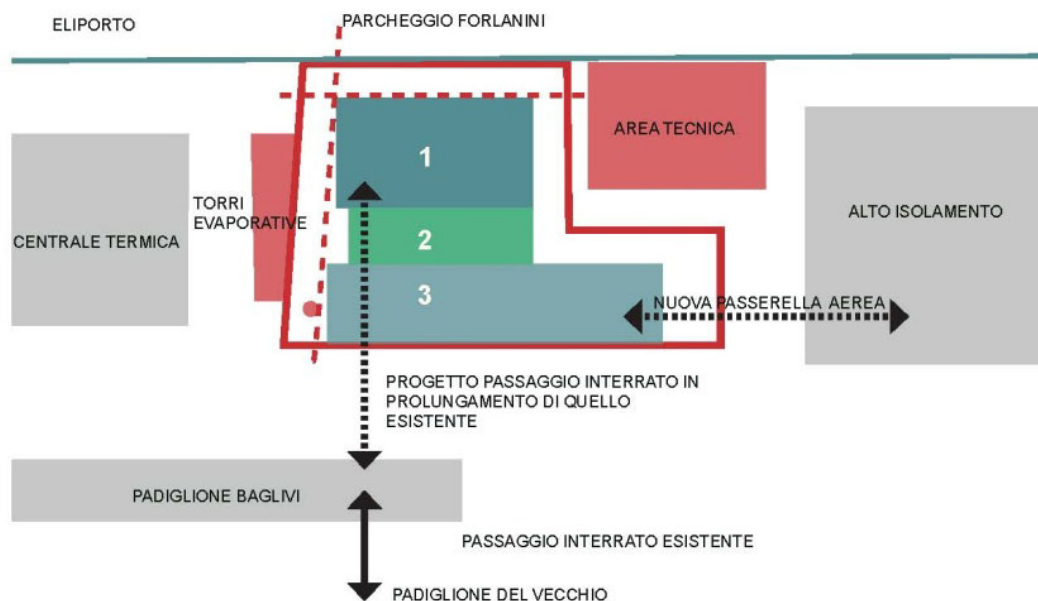 PARCHEGGIO FORLANINI
ELIPORTO
AREA TECNICA
1
TORRI
EVAPORATIVE
ALTO ISOLAMENTO
CENTRALE TERMICA
2
3
NUOVA PASSERELLA AEREA
PROGETTO PASSAGGIO INTERRATO IN
PROLUNGAMENTO DI QUELLO
ESISTENTE
PADIGLIONE BAGLIVI
PASSAGGIO INTERRATO ESISTENTE
PADIGLIONE DEL VECCHIO